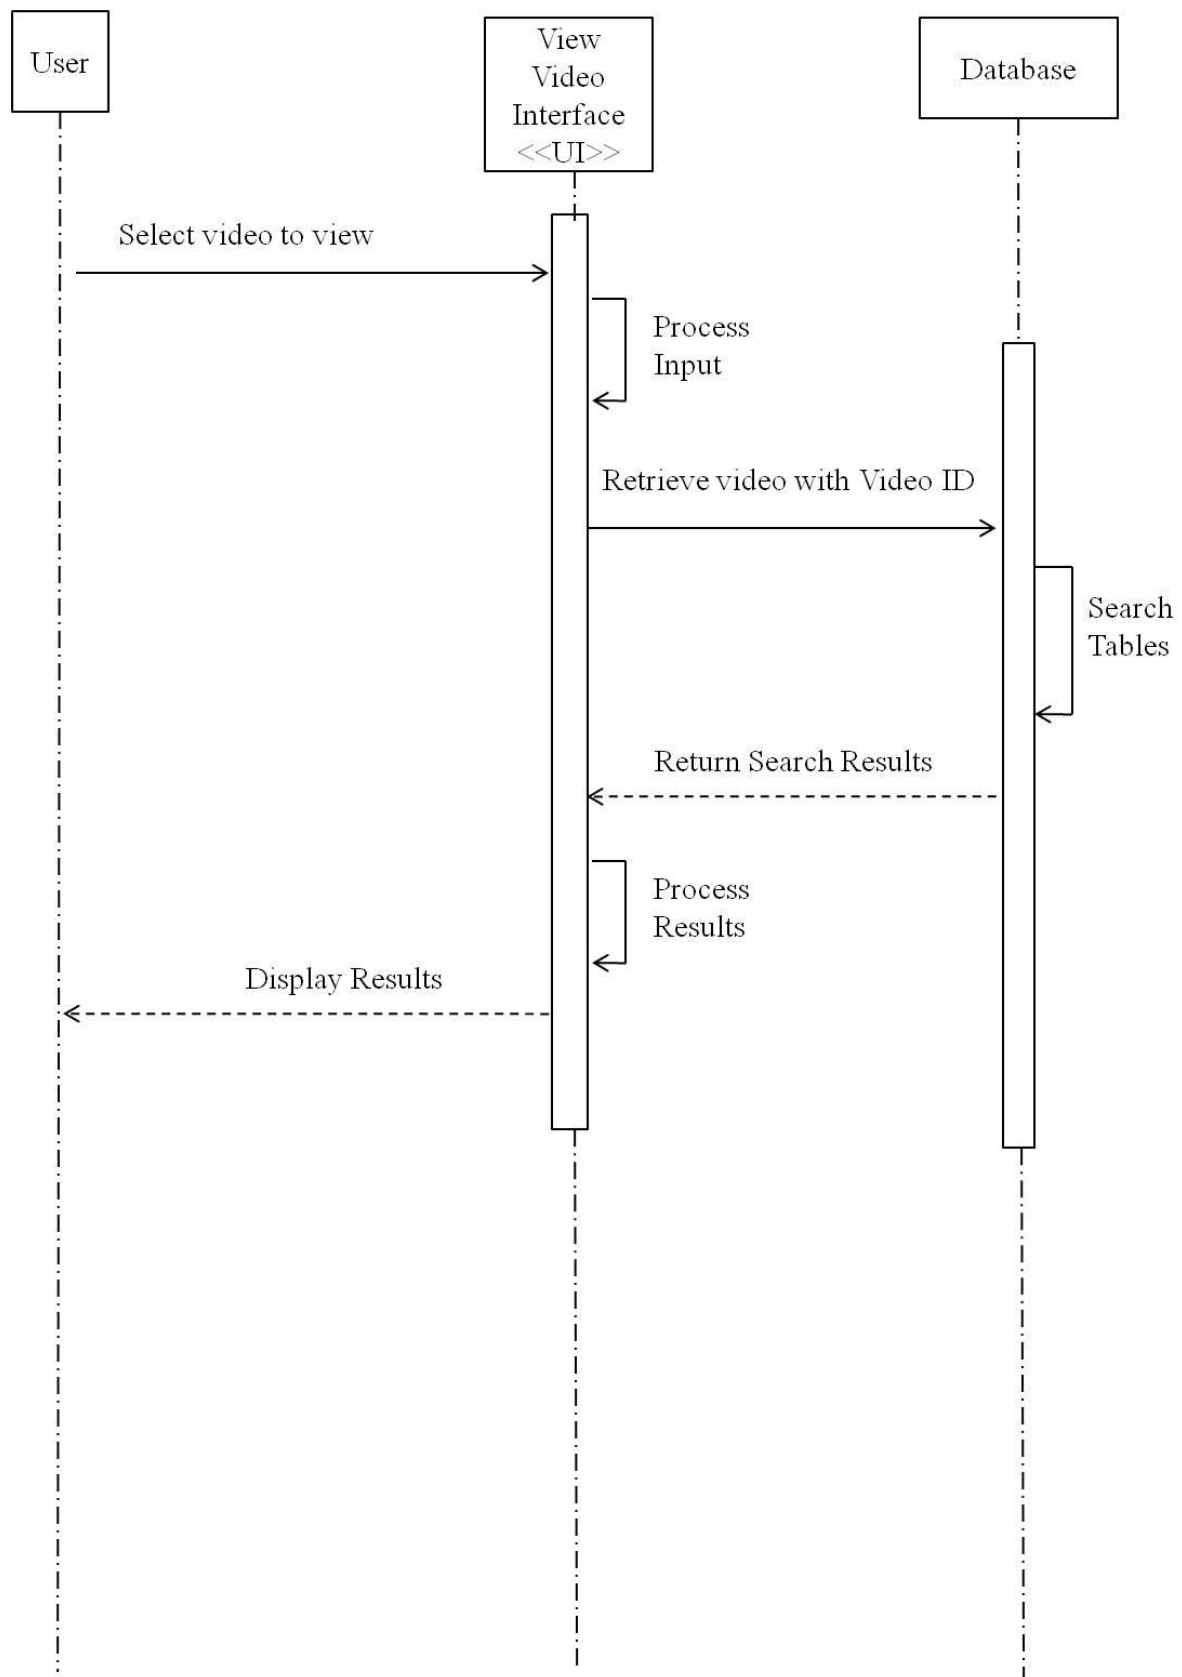 User
View
Video
Interface
<<UI>>
Database
Select video to view
Process
Input
Retrieve video with Video ID
Search
Tables
Return Search Results
Process
Results
Display Results